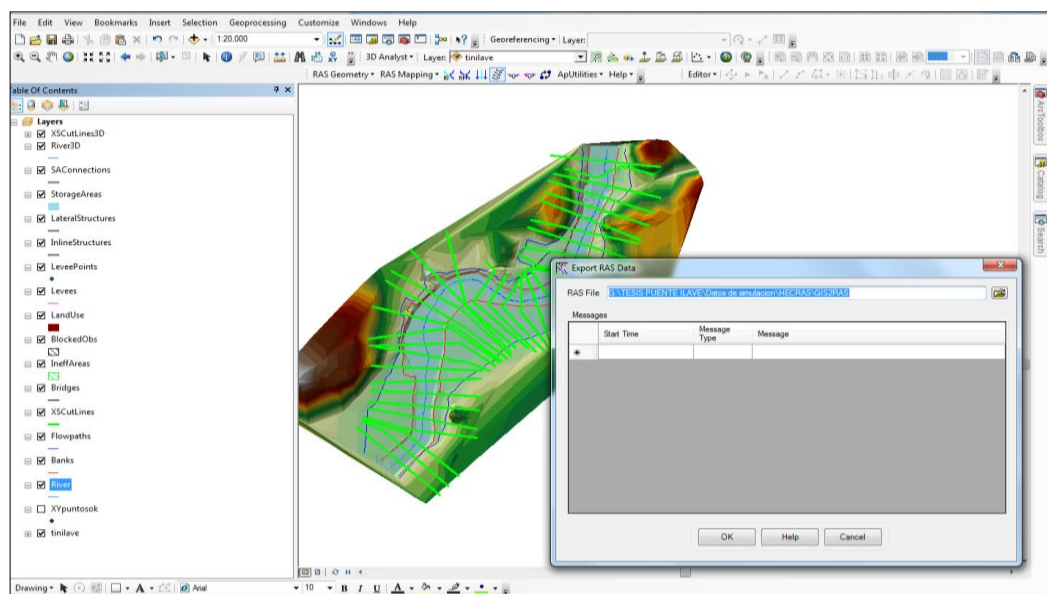 File Edit View Bookmarks Insert Selection Geoprocessing Customize Windows Help
1:20,000 Georeferencing Layer:
3D Analyst Layer: tinilave
RAS Geometry RAS Mapping ApUtilities Help Editor
able Of Contents
Layers
XSCutLines3D
River3D
SAConnections
StorageAreas
LateralStructures
InlineStructures
LeveePoints
Levees
LandUse
BlockedObs
IneffAreas
Bridges
XSCutLines
Flowpaths
Banks
River
XYpuntosok
tinilave
Export RAS Data
RAS File G:\TESIS PUENTE ILAVE\Datos de simulacion\HECRAS\GIS2RAS
Messages
Start Time Message Type Message
OK Help Cancel
ArcToolbox
Catalog
Search
Drawing A Arial 10 B I U A